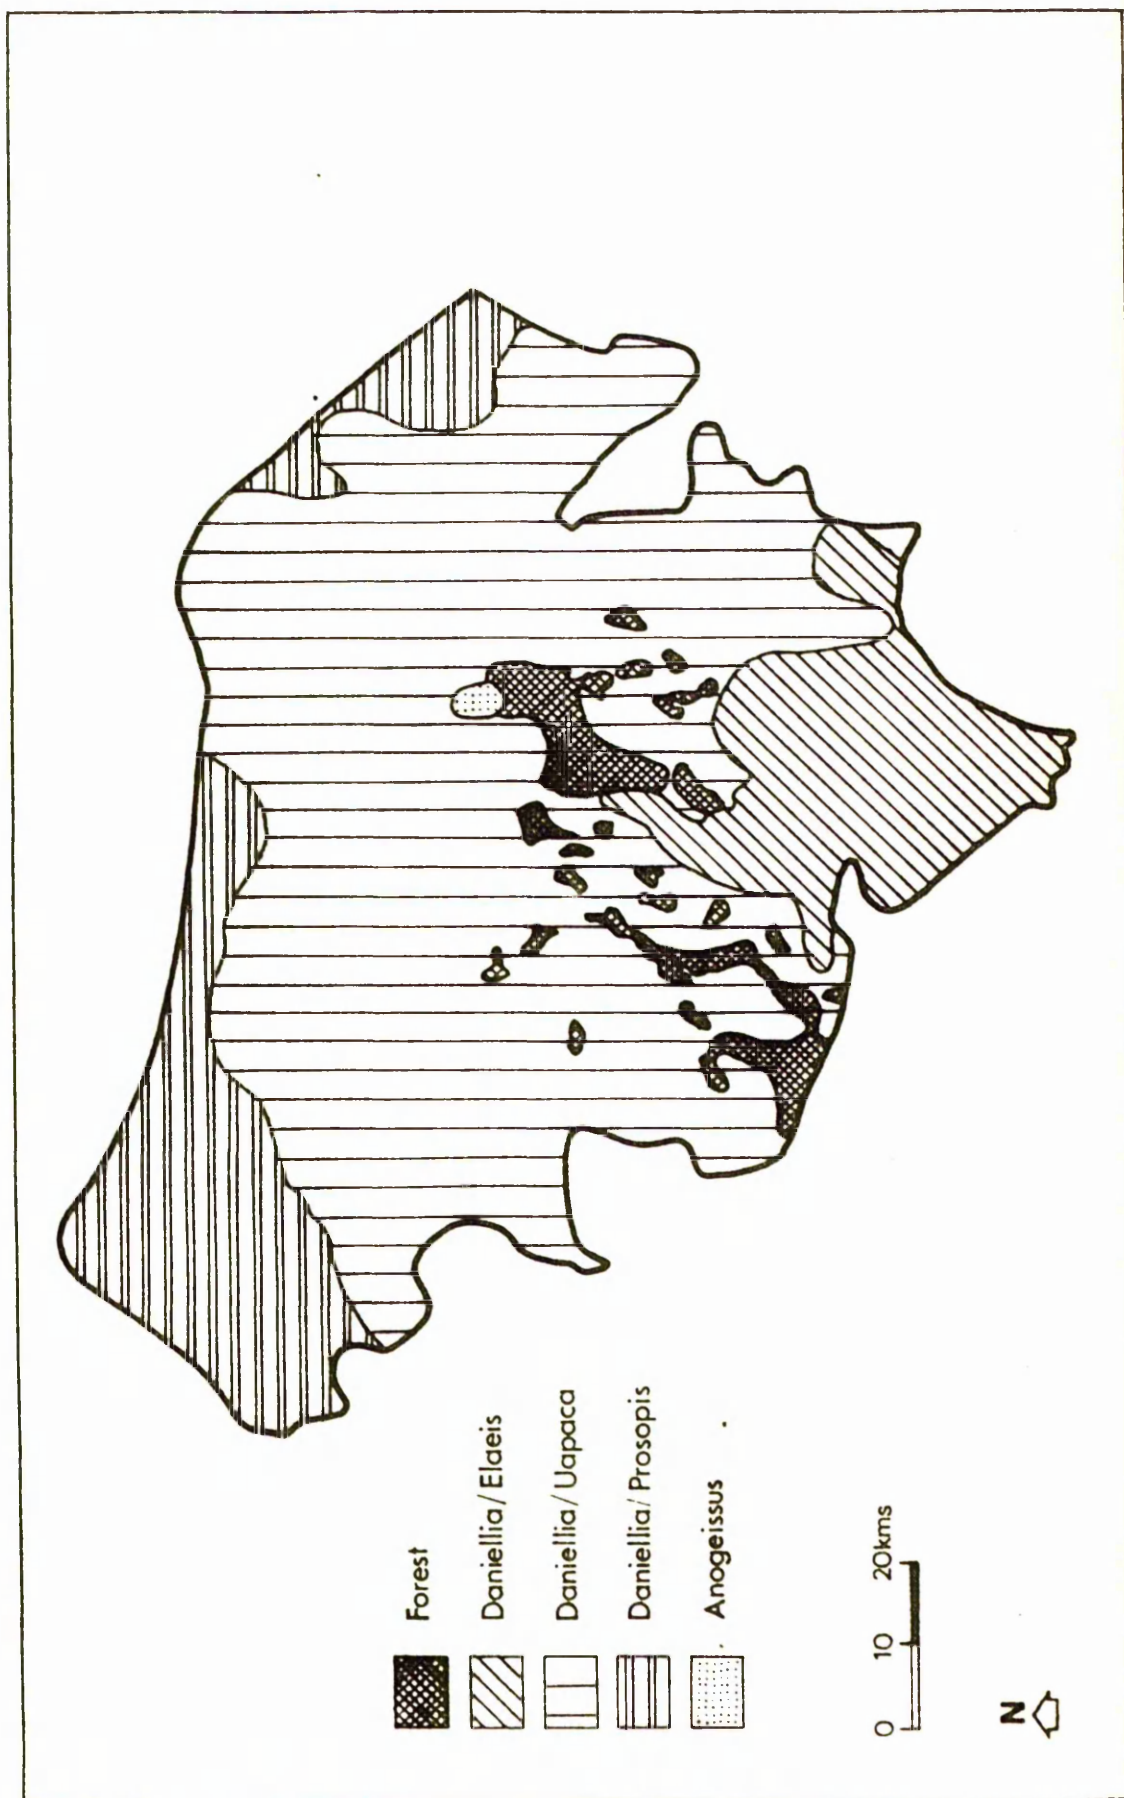 Forest
Daniellia/Elaeis
Daniellia/Uapaca
Daniellia/Prosopis
Anogeissus
0 10 20kms
N